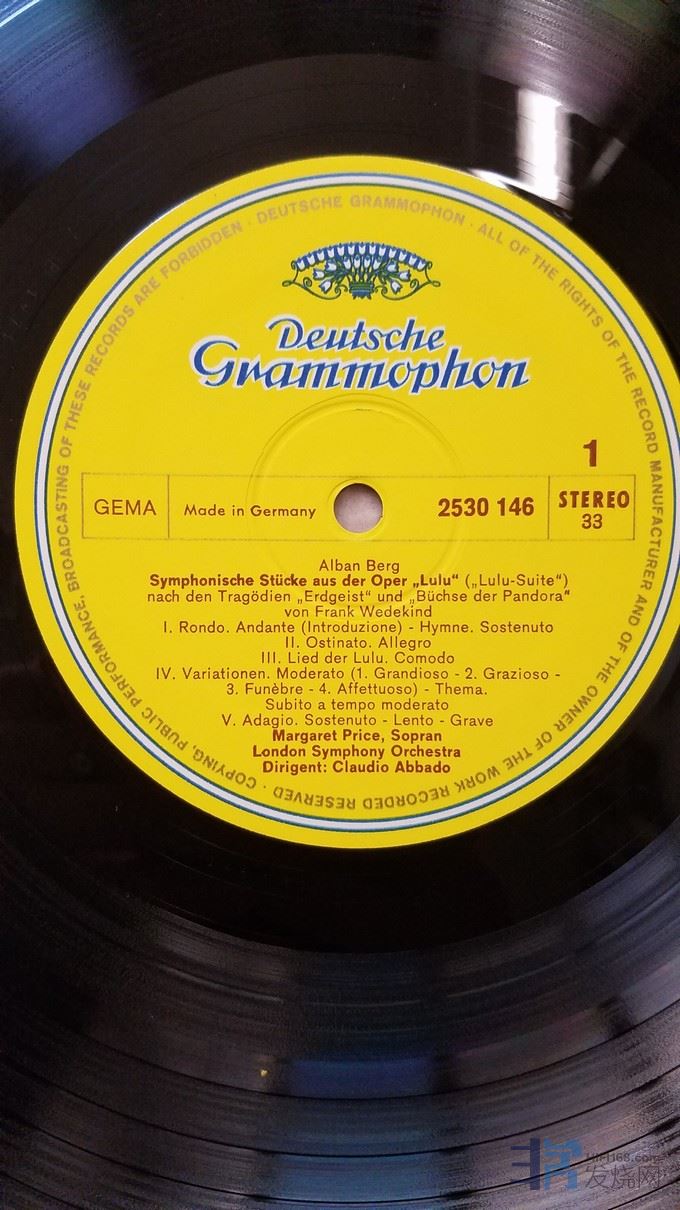 DEUTSCHE GRAMMOPHON · ALL OF THE RIGHTS OF THE RECORD MANUFACTURER AND OF THE OWNER OF THE WORK RECORDED RESERVED · COPYING, PUBLIC PERFORMANCE, BROADCASTING OF THESE RECORDS ARE FORBIDDEN ·
Deutsche
Grammophon
1
GEMA Made in Germany 2530 146 STEREO
33
Alban Berg
Symphonische Stücke aus der Oper „Lulu“ („Lulu-Suite“)
nach den Tragödien „Erdgeist“ und „Büchse der Pandora“
von Frank Wedekind
I. Rondo. Andante (Introduzione) - Hymne. Sostenuto
II. Ostinato. Allegro
III. Lied der Lulu. Comodo
IV. Variationen. Moderato (1. Grandioso - 2. Grazioso -
3. Funèbre - 4. Affettuoso) - Thema.
Subito a tempo moderato
V. Adagio. Sostenuto - Lento - Grave
Margaret Price, Sopran
London Symphony Orchestra
Dirigent: Claudio Abbado
HiFi168.com
发烧网